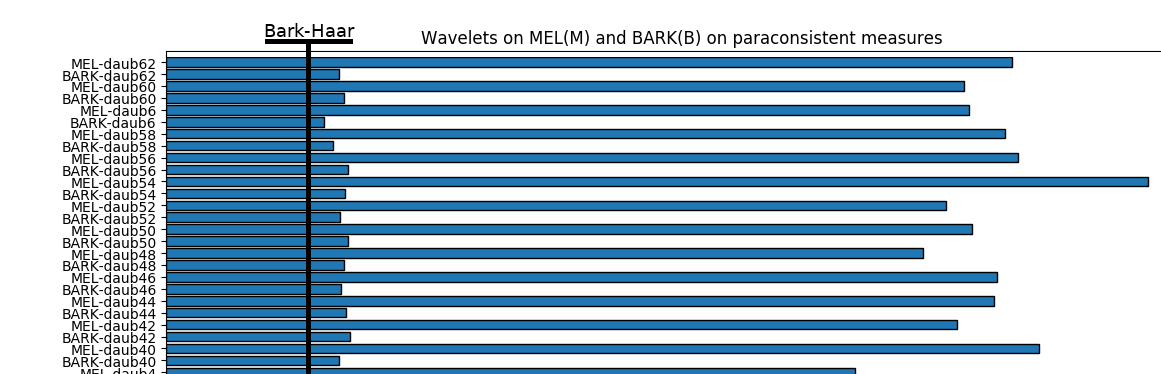 Bark-Haar
Wavelets on MEL(M) and BARK(B) on paraconsistent measures
MEL-daub62
BARK-daub62
MEL-daub60
BARK-daub60
MEL-daub6
BARK-daub6
MEL-daub58
BARK-daub58
MEL-daub56
BARK-daub56
MEL-daub54
BARK-daub54
MEL-daub52
BARK-daub52
MEL-daub50
BARK-daub50
MEL-daub48
BARK-daub48
MEL-daub46
BARK-daub46
MEL-daub44
BARK-daub44
MEL-daub42
BARK-daub42
MEL-daub40
BARK-daub40
MEL-daub4